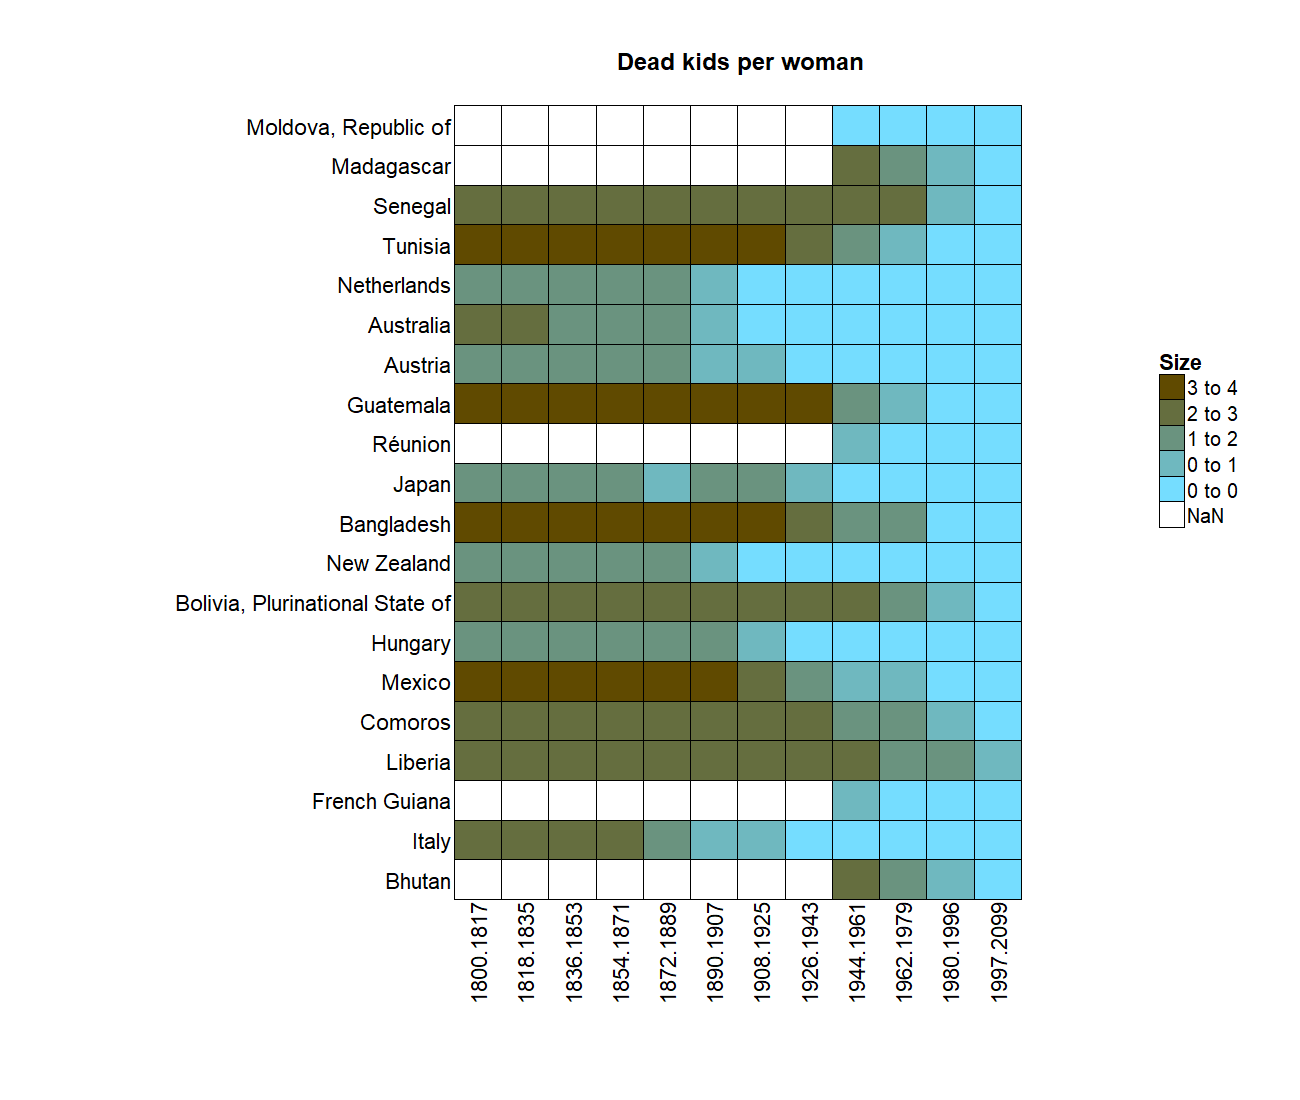 Dead kids per woman
Moldova, Republic of
Madagascar
Senegal
Tunisia
Netherlands
Australia
Austria
Guatemala
Réunion
Japan
Bangladesh
New Zealand
Bolivia, Plurinational State of
Hungary
Mexico
Comoros
Liberia
French Guiana
Italy
Bhutan
1800.1817
1818.1835
1836.1853
1854.1871
1872.1889
1890.1907
1908.1925
1926.1943
1944.1961
1962.1979
1980.1996
1997.2099
Size
3 to 4
2 to 3
1 to 2
0 to 1
0 to 0
NaN